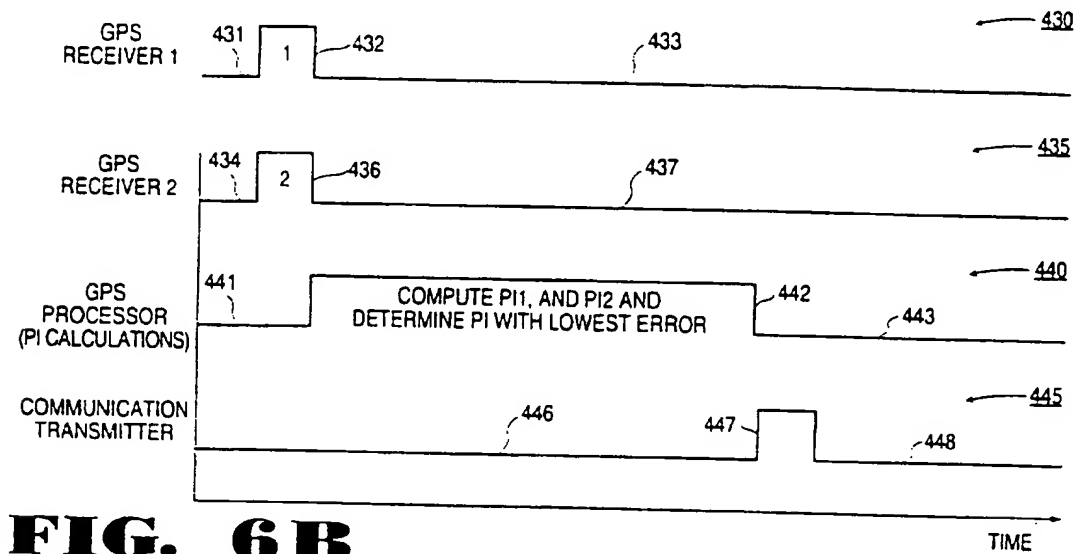 GPS
RECEIVER 1
431
1
432
433
430
GPS
RECEIVER 2
434
2
436
437
435
GPS
PROCESSOR
(PI CALCULATIONS)
441
COMPUTE PI1, AND PI2 AND
DETERMINE PI WITH LOWEST ERROR
442
443
440
COMMUNICATION
TRANSMITTER
446
447
448
445
TIME
FIG. 6B